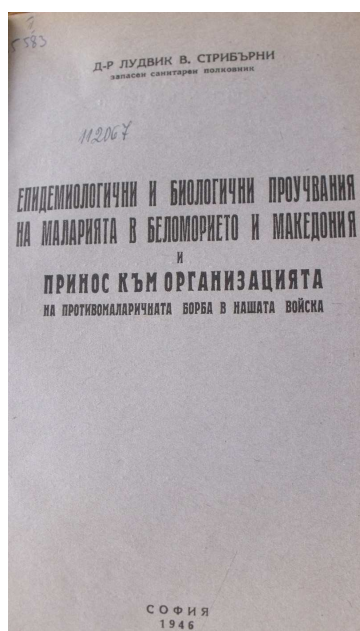 5583
Д-Р ЛУДВИК В. СТРИБЪРНИ
запасен санитарен полковник
112067
ЕПИДЕМИОЛОГИЧНИ И БИОЛОГИЧНИ ПРОУЧВАНИЯ
НА МАЛАРИЯТА В БЕЛОМОРИЕТО И МАКЕДОНИЯ
И
ПРИНОС КЪМ ОРГАНИЗАЦИЯТА
НА ПРОТИВОМАЛАРИЧНАТА БОРБА В НАШАТА ВОЙСКА
СОФИЯ
1946